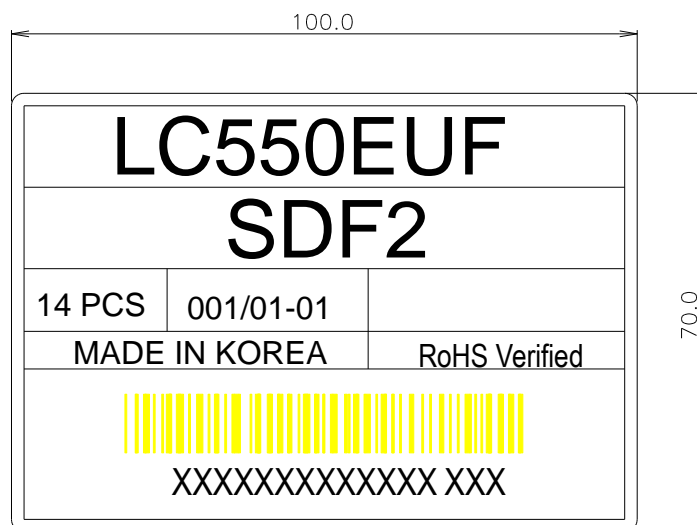 100.0
LC550EUF
SDF2
70.0
14 PCS 001/01-01
MADE IN KOREA RoHS Verified
XXXXXXXXXXXXX XXX